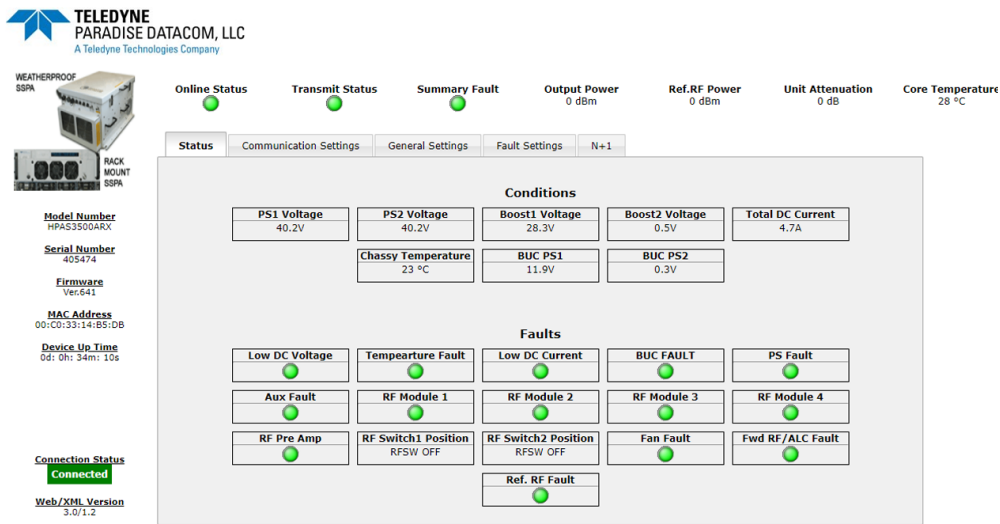 TELEDYNE
PARADISE DATACOM, LLC
A Teledyne Technologies Company
WEATHERPROOF
SSPA
RACK
MOUNT
SSPA
Online Status
Transmit Status
Summary Fault
Output Power
0 dBm
Ref.RF Power
0 dBm
Unit Attenuation
0 dB
Core Temperature
28 °C
Status
Communication Settings
General Settings
Fault Settings
N+1
Model Number
HPAS3500ARX
Serial Number
405474
Firmware
Ver.641
MAC Address
00:C0:33:14:B5:DB
Device Up Time
0d: 0h: 34m: 10s
Connection Status
Connected
Web/XML Version
3.0/1.2
Conditions
PS1 Voltage
40.2V
PS2 Voltage
40.2V
Boost1 Voltage
28.3V
Boost2 Voltage
0.5V
Total DC Current
4.7A
Chassy Temperature
23 °C
BUC PS1
11.9V
BUC PS2
0.3V
Faults
Low DC Voltage
Tempearture Fault
Low DC Current
BUC FAULT
PS Fault
Aux Fault
RF Module 1
RF Module 2
RF Module 3
RF Module 4
RF Pre Amp
RF Switch1 Position
RFSW OFF
RF Switch2 Position
RFSW OFF
Fan Fault
Fwd RF/ALC Fault
Ref. RF Fault